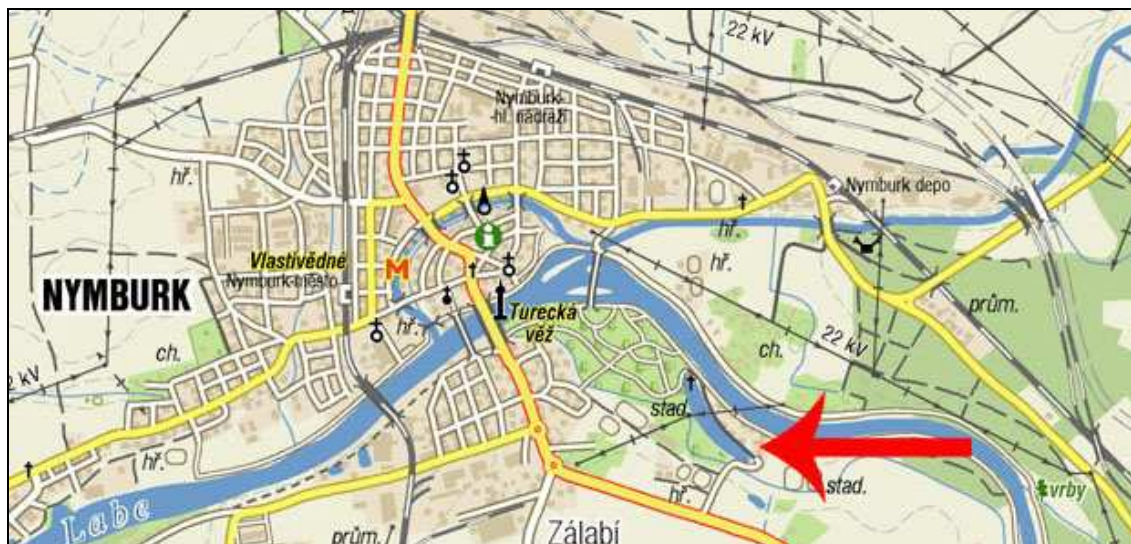 22 kV
Nymburk-
-hl. nádraží
hř.
Nymburk depo
hř.
Vlastivědné
M
hř.
NYMBURK
Nymburk-město
prům.
Turecká
věž
hř.
ch.
ch.
22 kV
2 kV
stad.
hř.
hř.
stad.
vrby
Labe
prům.
Zálabí